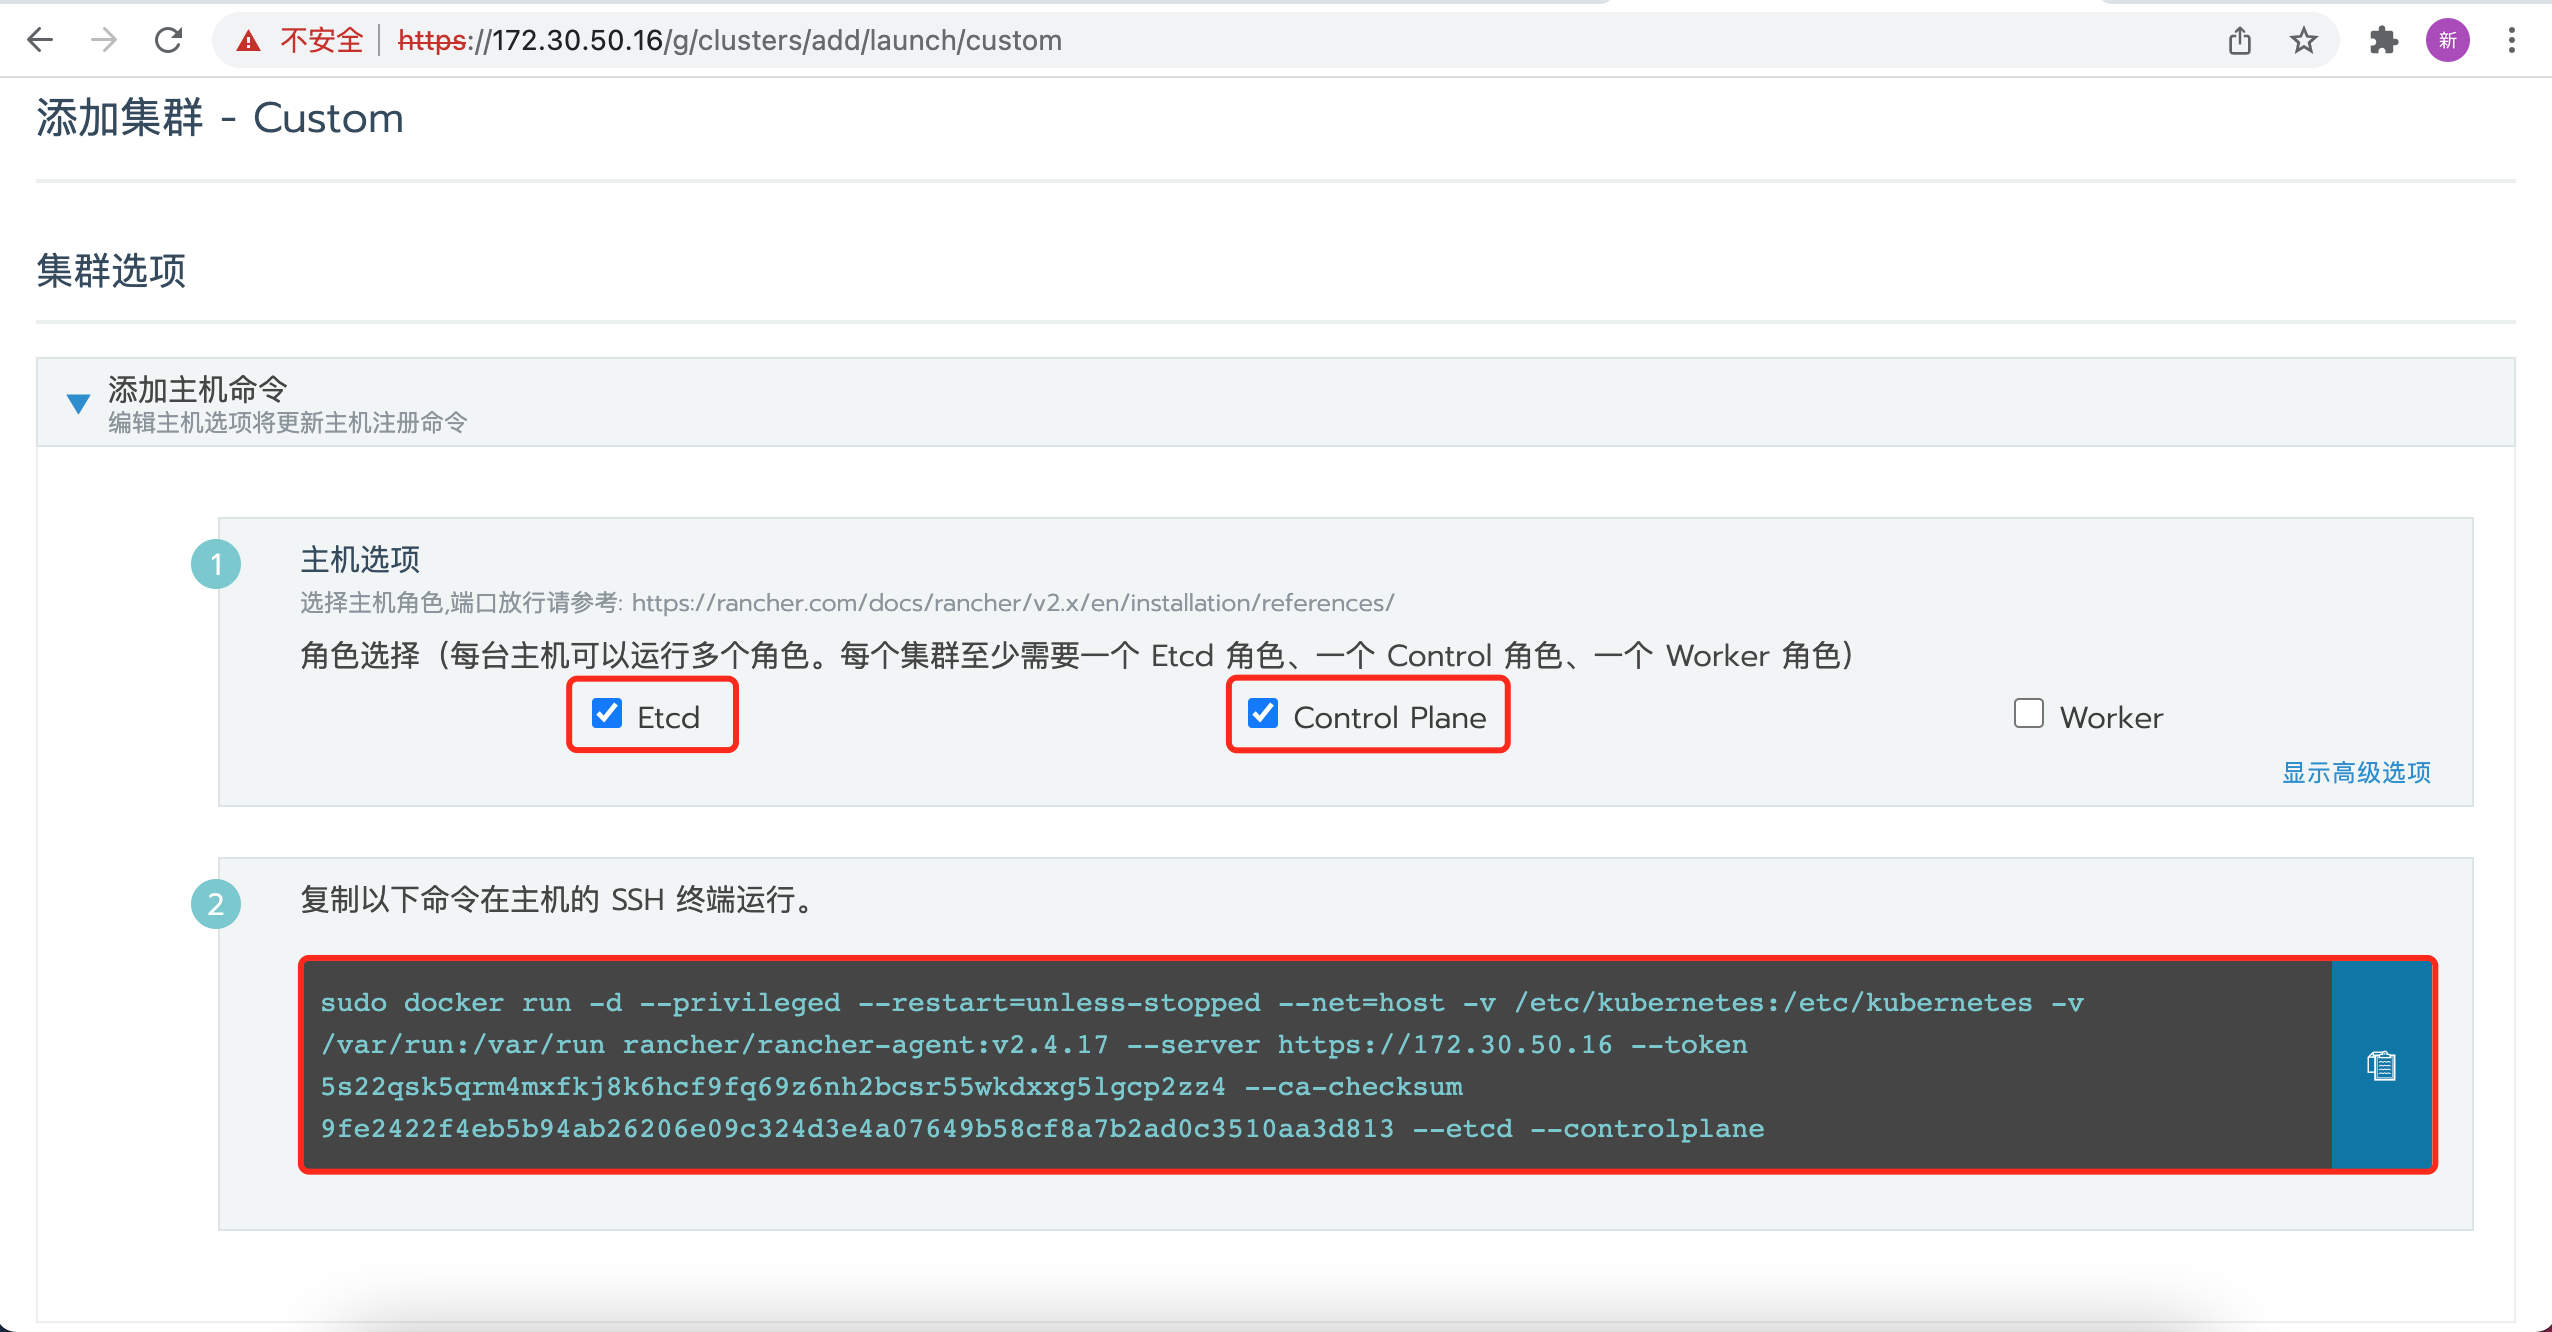 不安全 https://172.30.50.16/g/clusters/add/launch/custom 新
添加集群 - Custom
集群选项
添加主机命令
编辑主机选项将更新主机注册命令
1 主机选项
选择主机角色,端口放行请参考: https://rancher.com/docs/rancher/v2.x/en/installation/references/
角色选择（每台主机可以运行多个角色。每个集群至少需要一个 Etcd 角色、一个 Control 角色、一个 Worker 角色）
Etcd Control Plane Worker
显示高级选项
2 复制以下命令在主机的 SSH 终端运行。
sudo docker run -d --privileged --restart=unless-stopped --net=host -v /etc/kubernetes:/etc/kubernetes -v
/var/run:/var/run rancher/rancher-agent:v2.4.17 --server https://172.30.50.16 --token
5s22qsk5qrm4mxfkj8k6hcf9fq69z6nh2bcsr55wkdxxg5lgcp2zz4 --ca-checksum
9fe2422f4eb5b94ab26206e09c324d3e4a07649b58cf8a7b2ad0c3510aa3d813 --etcd --controlplane